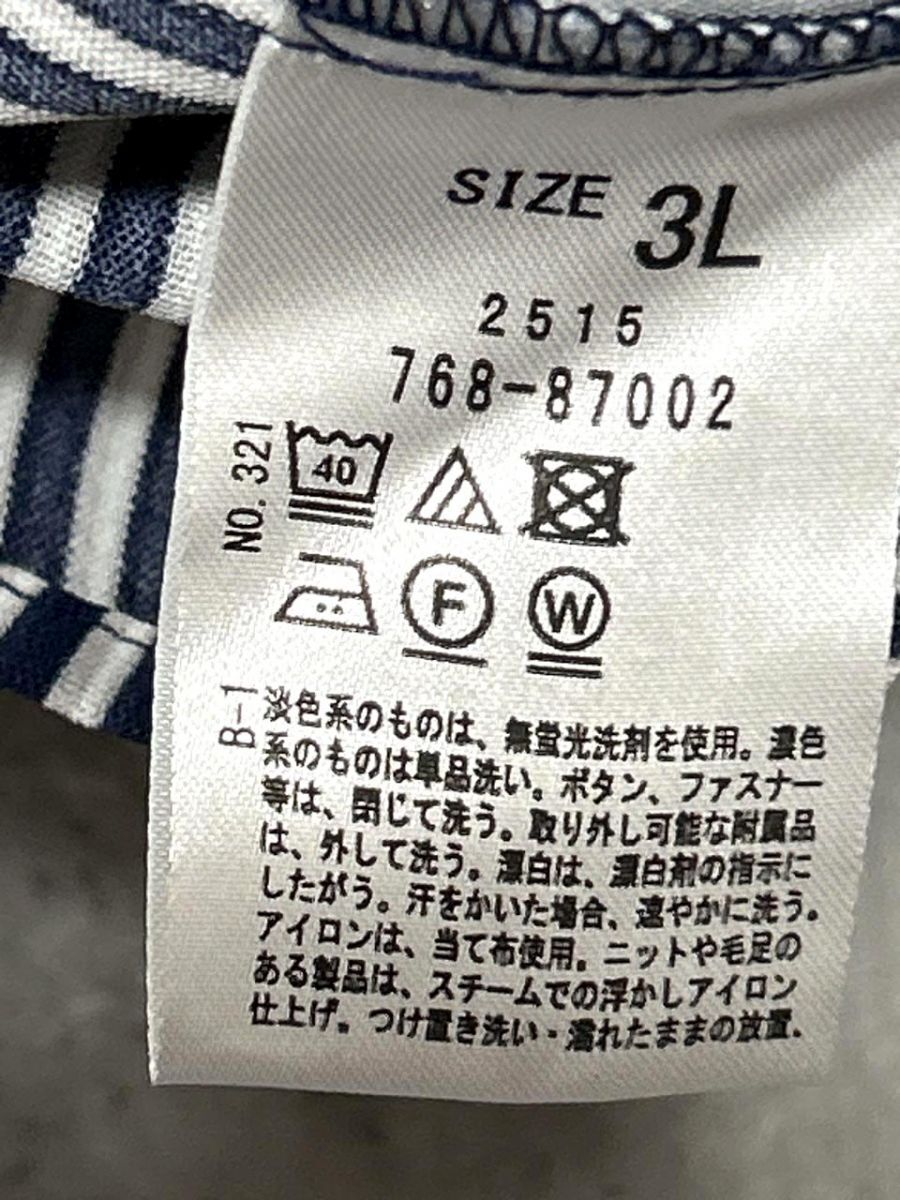 SIZE 3L
2515
768-87002
NO.321
40
F W
B-1
淡色系のものは、無蛍光洗剤を使用。濃色
系のものは単品洗い。ボタン、ファスナー
等は、閉じて洗う。取り外し可能な附属品
は、外して洗う。漂白は、漂白剤の指示に
したがう。汗をかいた場合、速やかに洗う。
アイロンは、当て布使用。ニットや毛足の
ある製品は、スチームでの浮かしアイロン
仕上げ。つけ置き洗い・濡れたままの放置.